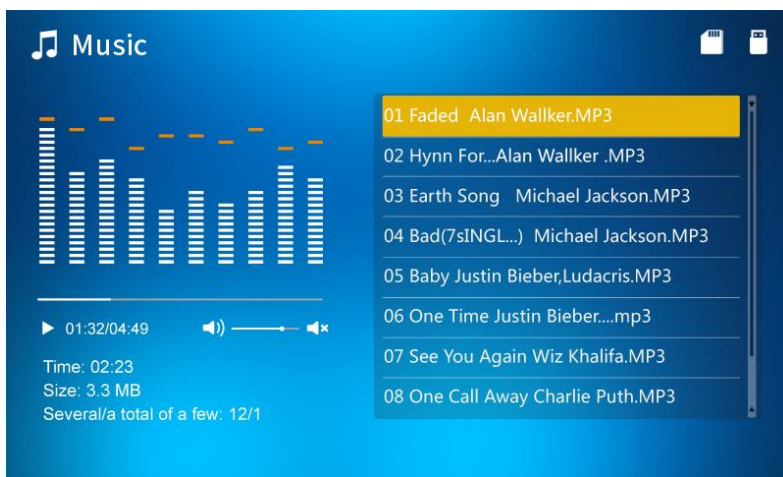 Music
01 Faded Alan Wallker.MP3
02 Hynn For...Alan Wallker .MP3
03 Earth Song Michael Jackson.MP3
04 Bad(7sINGL...) Michael Jackson.MP3
05 Baby Justin Bieber,Ludacris.MP3
06 One Time Justin Bieber....mp3
07 See You Again Wiz Khalifa.MP3
08 One Call Away Charlie Puth.MP3
01:32/04:49
Time: 02:23
Size: 3.3 MB
Several/a total of a few: 12/1